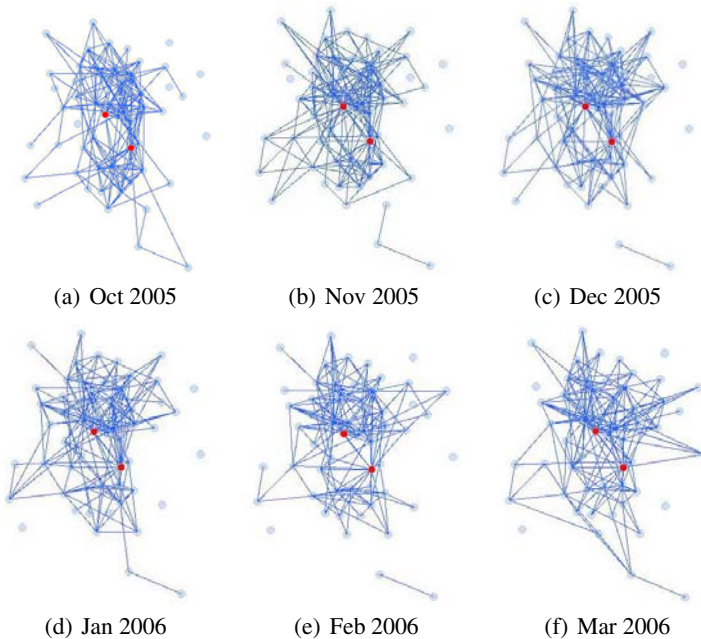 (a) Oct 2005
(b) Nov 2005
(c) Dec 2005
(d) Jan 2006
(e) Feb 2006
(f) Mar 2006